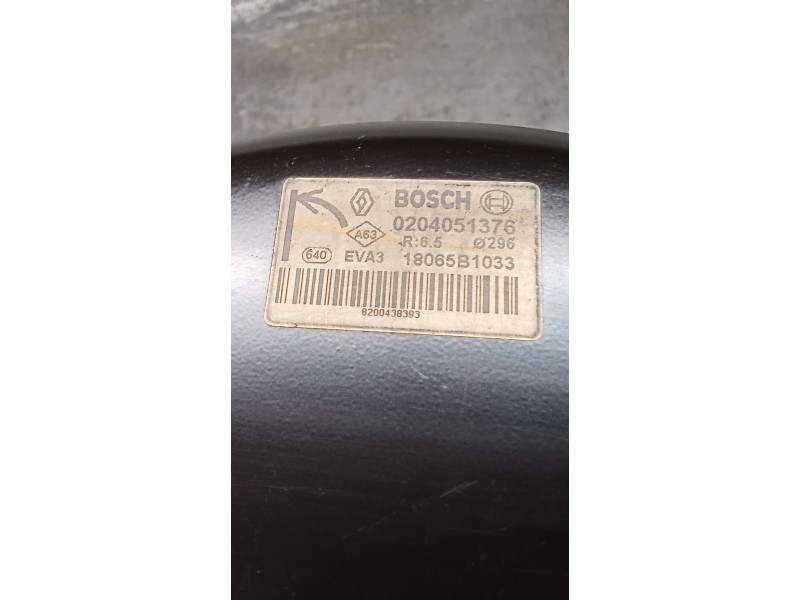 BOSCH
0204051376
A63
R:6.5 Ø296
640 EVA3 18065B1033
8200438393